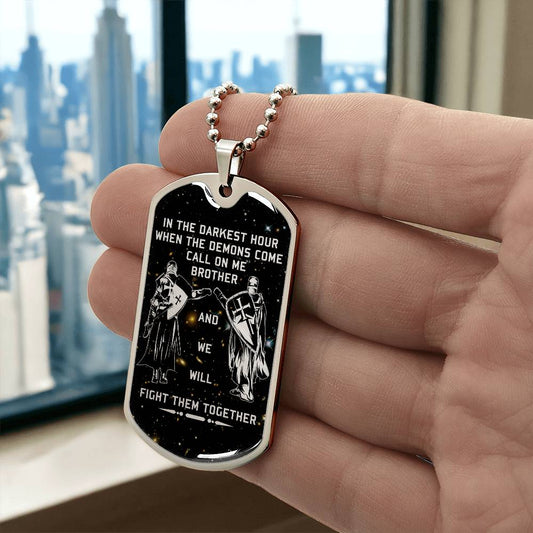 IN THE DARKEST HOUR
WHEN THE DEMONS COME
CALL ON ME
BROTHER
AND
WE
WILL
FIGHT THEM TOGETHER